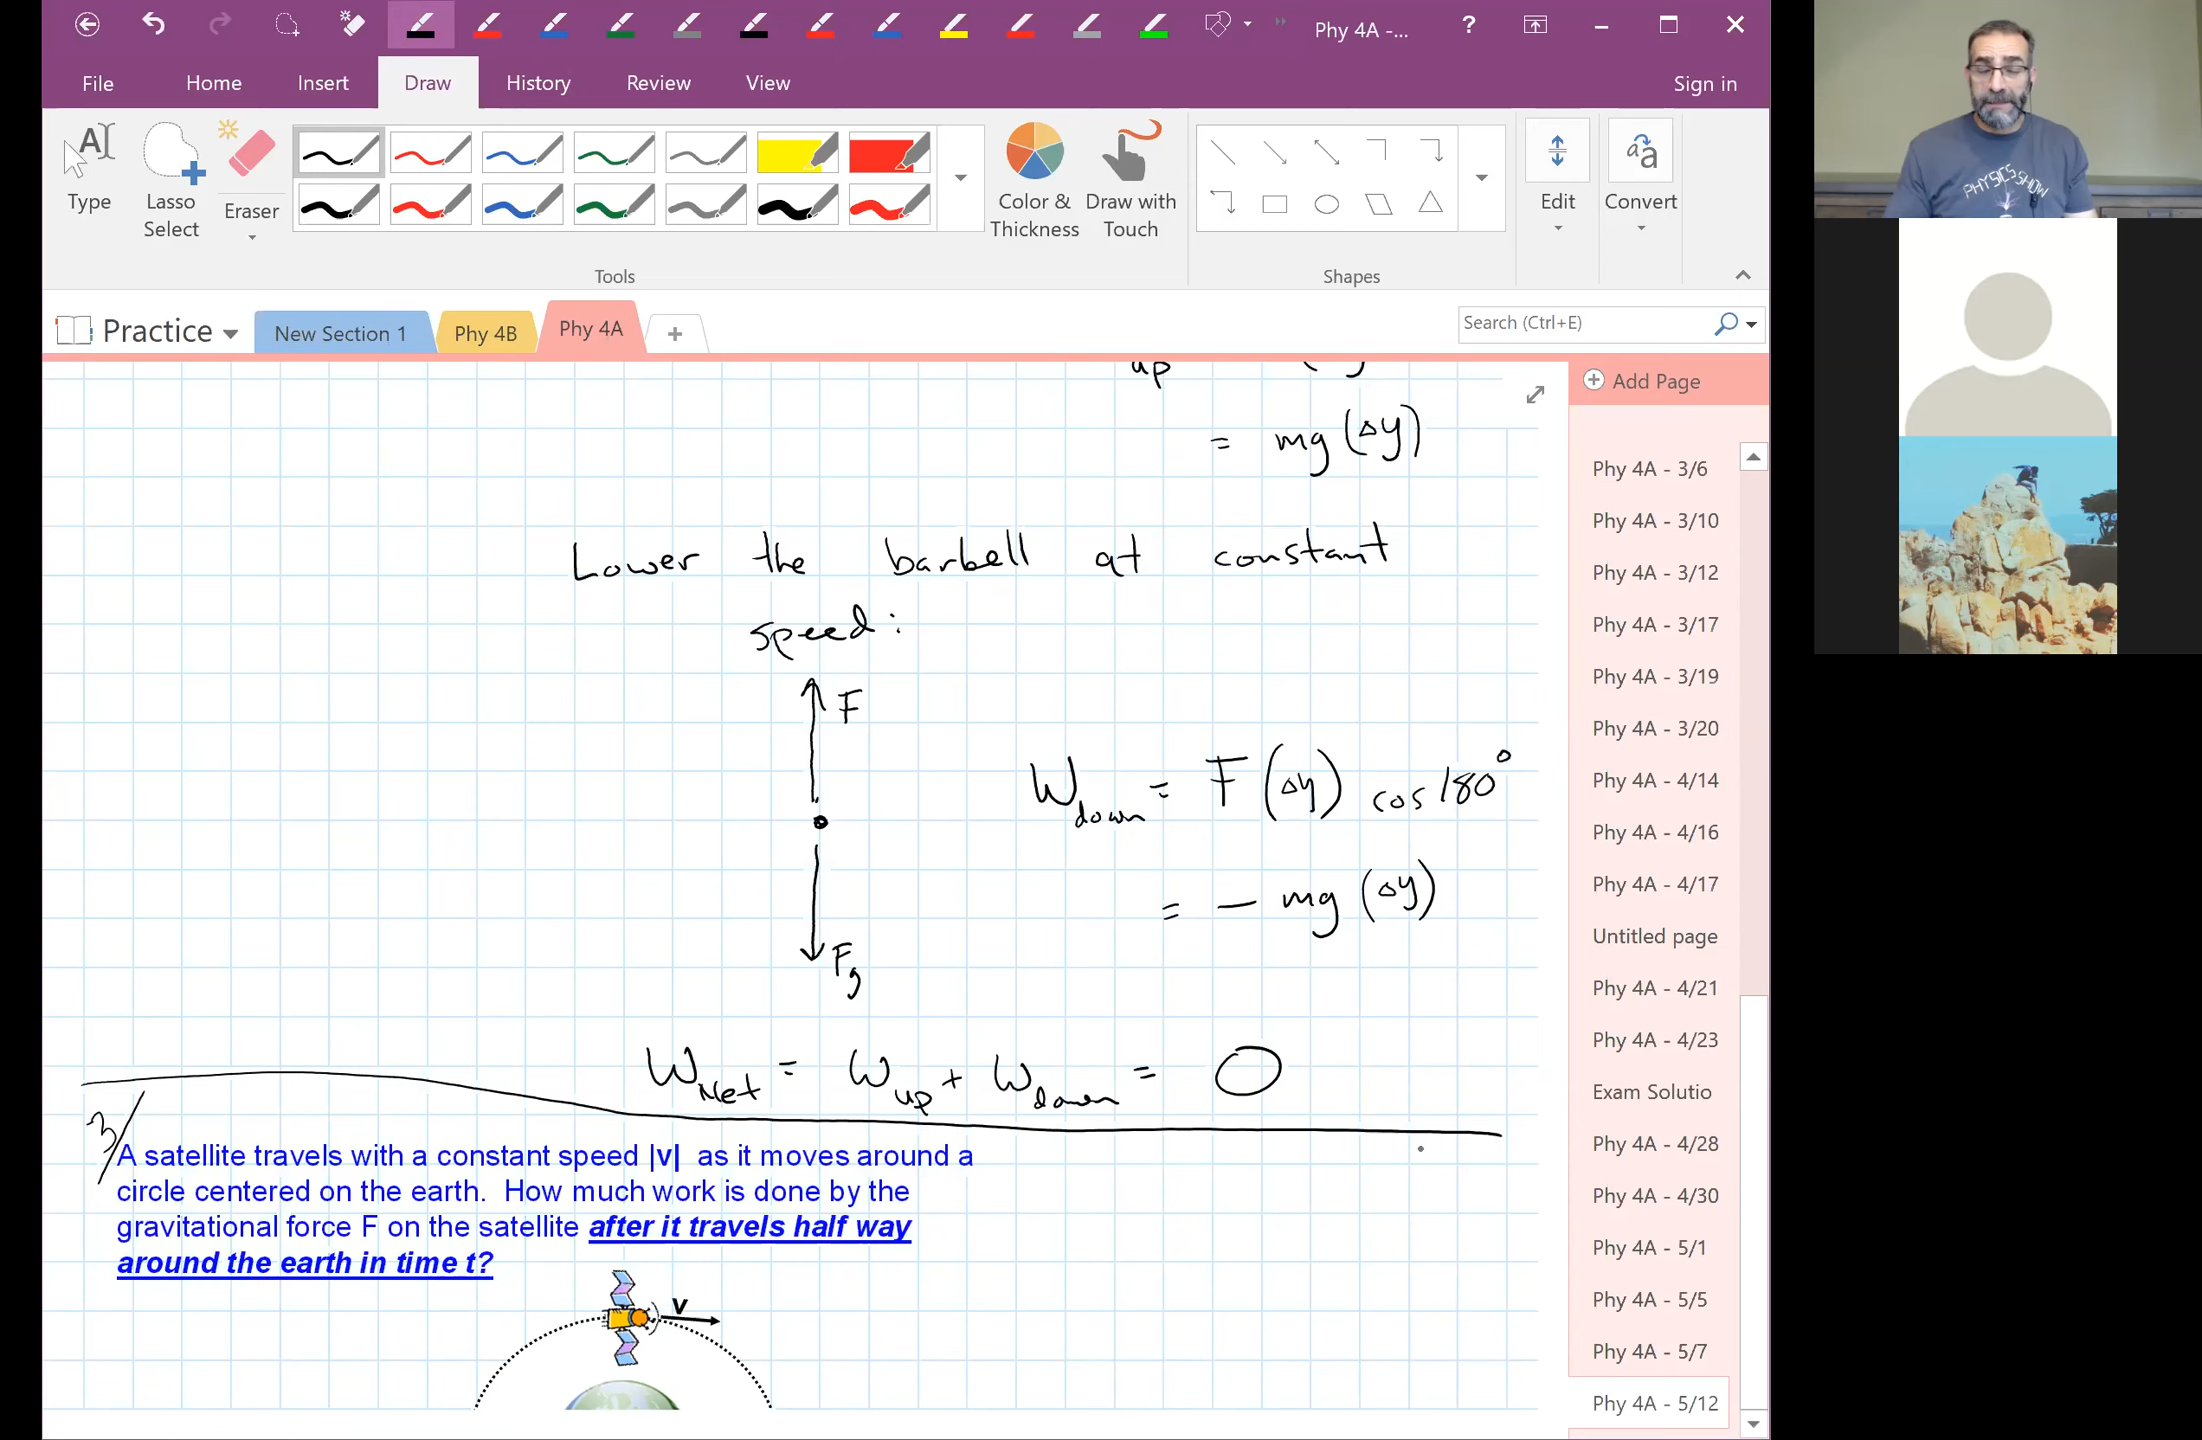 Phy 4A -...
?
File
Home
Insert
Draw
History
Review
View
Sign in
Type
Lasso Select
Eraser
Color & Thickness
Draw with Touch
Edit
Convert
Tools
Shapes
Practice
New Section 1
Phy 4B
Phy 4A
Search (Ctrl+E)
Add Page
up
= mg (Δy)
Lower the barbell at constant
speed:
F
W down = F (Δy) cos 180°
= - mg (Δy)
Fg
W Net = W up + W down = 0
3/
A satellite travels with a constant speed |v| as it moves around a
circle centered on the earth. How much work is done by the
gravitational force F on the satellite after it travels half way
around the earth in time t?
v
Phy 4A - 3/6
Phy 4A - 3/10
Phy 4A - 3/12
Phy 4A - 3/17
Phy 4A - 3/19
Phy 4A - 3/20
Phy 4A - 4/14
Phy 4A - 4/16
Phy 4A - 4/17
Untitled page
Phy 4A - 4/21
Phy 4A - 4/23
Exam Solutio
Phy 4A - 4/28
Phy 4A - 4/30
Phy 4A - 5/1
Phy 4A - 5/5
Phy 4A - 5/7
Phy 4A - 5/12
PHYSICS SHOW